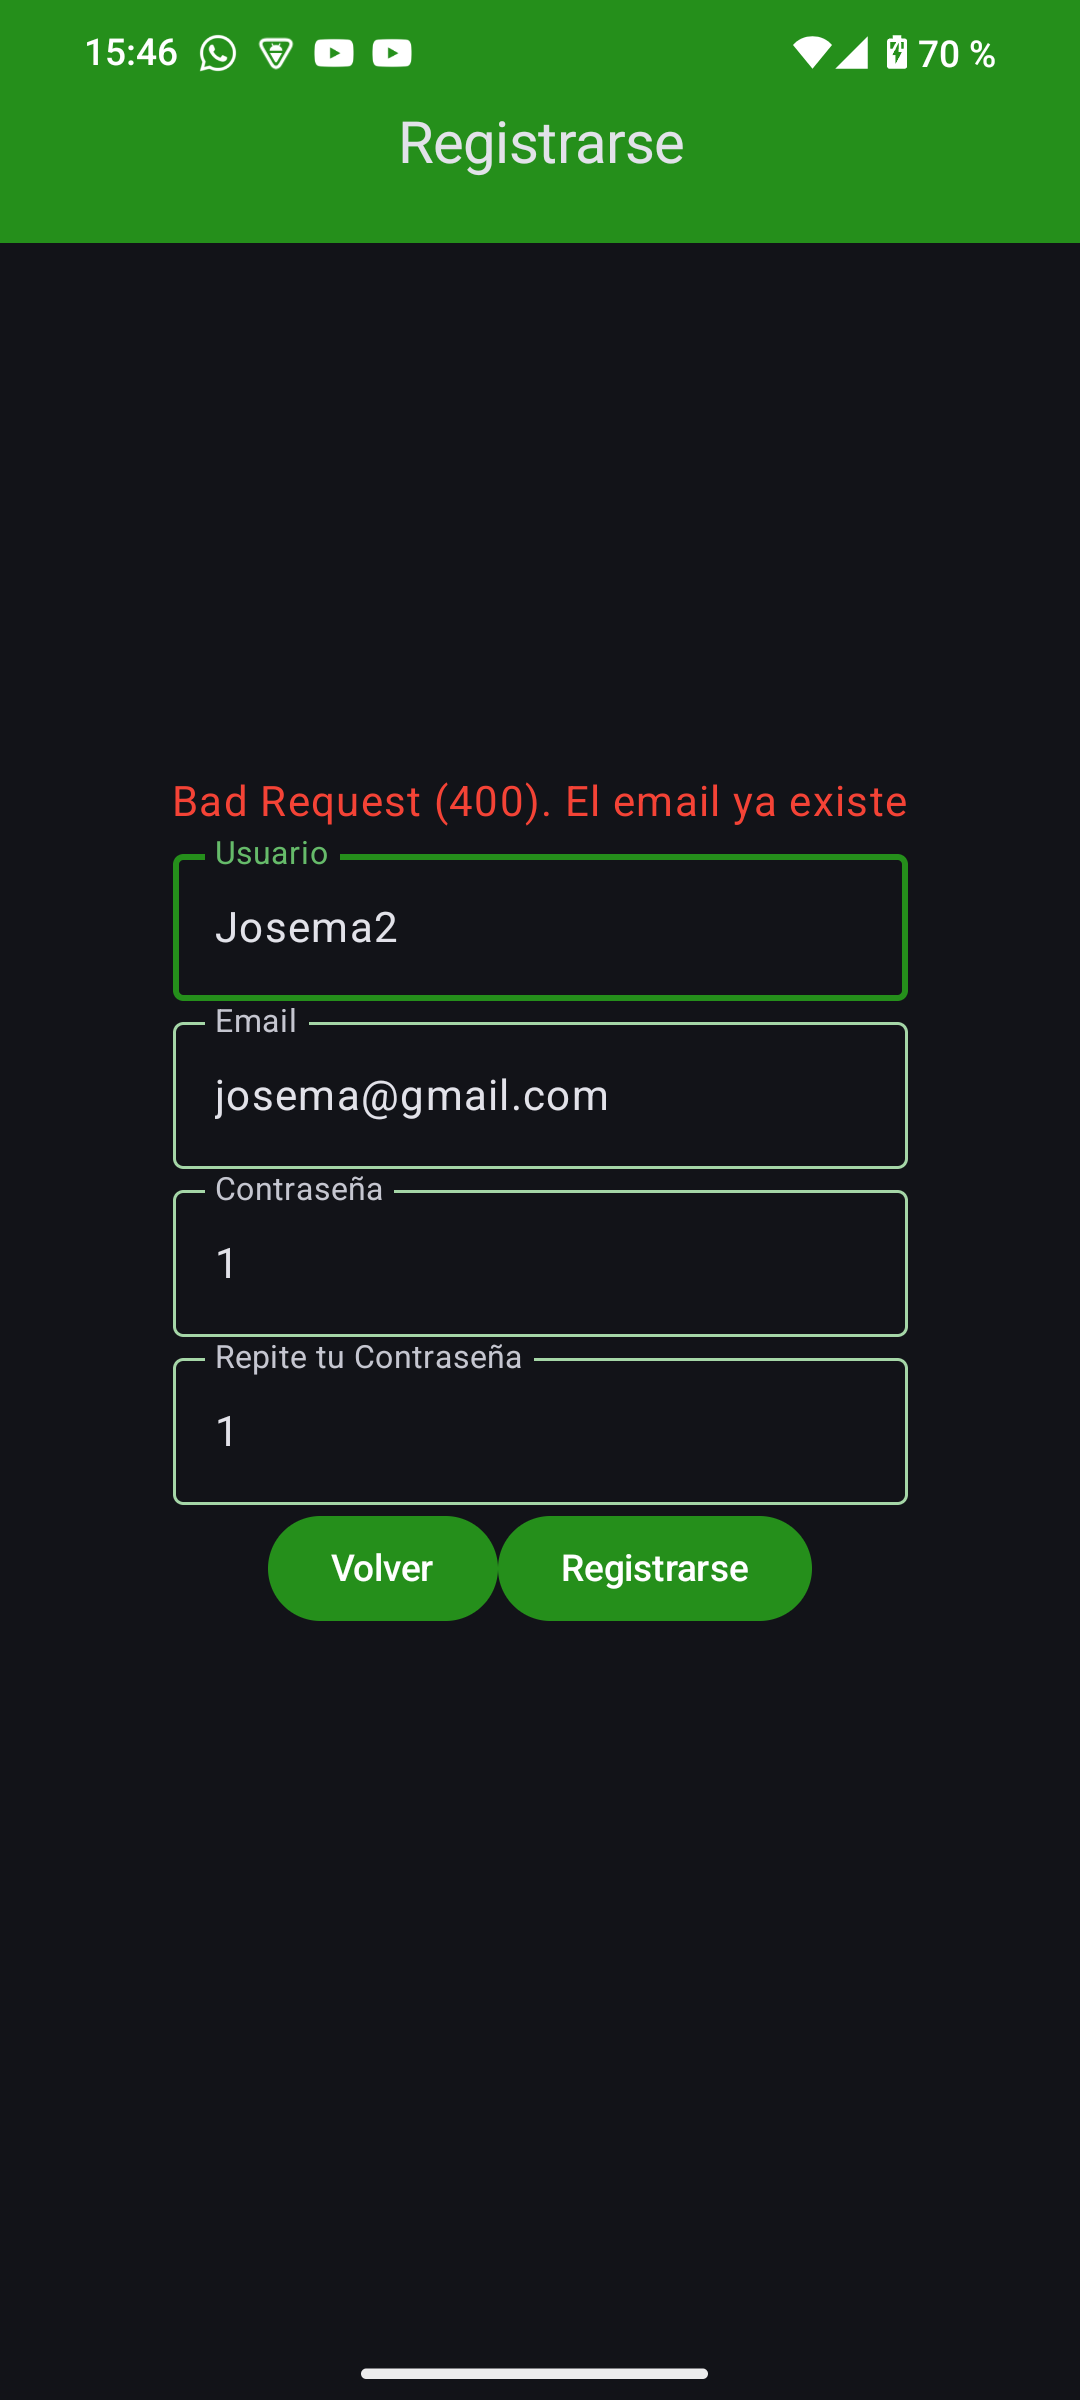 15:46 70 %
Registrarse
Bad Request (400). El email ya existe
Usuario
Josema2
Email
josema@gmail.com
Contraseña
1
Repite tu Contraseña
1
Volver Registrarse